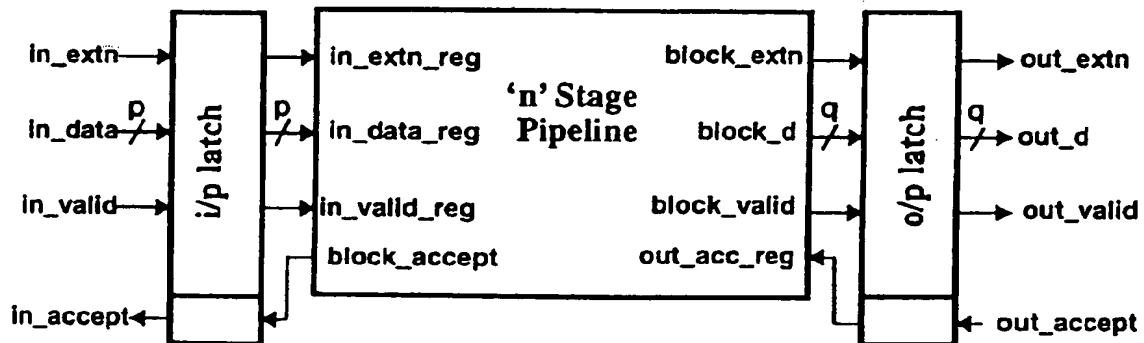 in_extn in_extn_reg block_extn out_extn
'n' Stage
p p q q
in_data in_data_reg Pipeline block_d out_d
i/p latch o/p latch
in_valid in_valid_reg block_valid out_valid
block_accept out_acc_reg
in_accept out_accept